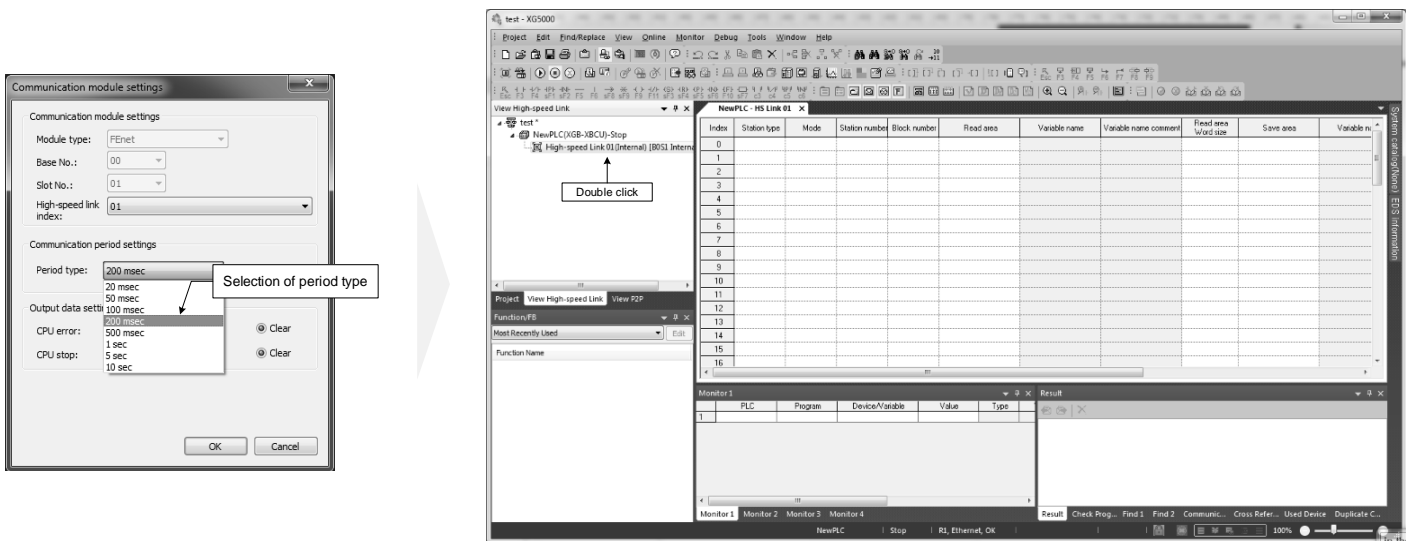 Communication module settings
Communication module settings
Module type: FEnet
Base No.: 00
Slot No.: 01
High-speed link index: 01
Communication period settings
Period type: 200 msec
Selection of period type
20 msec
50 msec
Output data setti
100 msec
200 msec
CPU error:
500 msec
Clear
1 sec
CPU stop:
5 sec
Clear
10 sec
OK Cancel
test - XG5000
Project Edit Find/Replace View Online Monitor Debug Tools Window Help
View High-speed Link
test *
NewPLC(XGB-XBCU)-Stop
High-speed Link 01(Internal) [B0S1 Interna
Double click
Project View High-speed Link View P2P
Function/FB
Most Recently Used Edit
Function Name
NewPLC - HS Link 01
Index Station type Mode Station number Block number Read area Variable name Variable name comment Read area Word size Save area Variable n
0
1
2
3
4
5
6
7
8
9
10
11
12
13
14
15
16
System catalog(None) EDS information
Monitor 1
PLC Program Device/Variable Value Type
1
Monitor 1 Monitor 2 Monitor 3 Monitor 4
Result
Result Check Prog... Find 1 Find 2 Communic... Cross Refer... Used Device Duplicate C...
NewPLC Stop R1, Ethernet, OK 100%